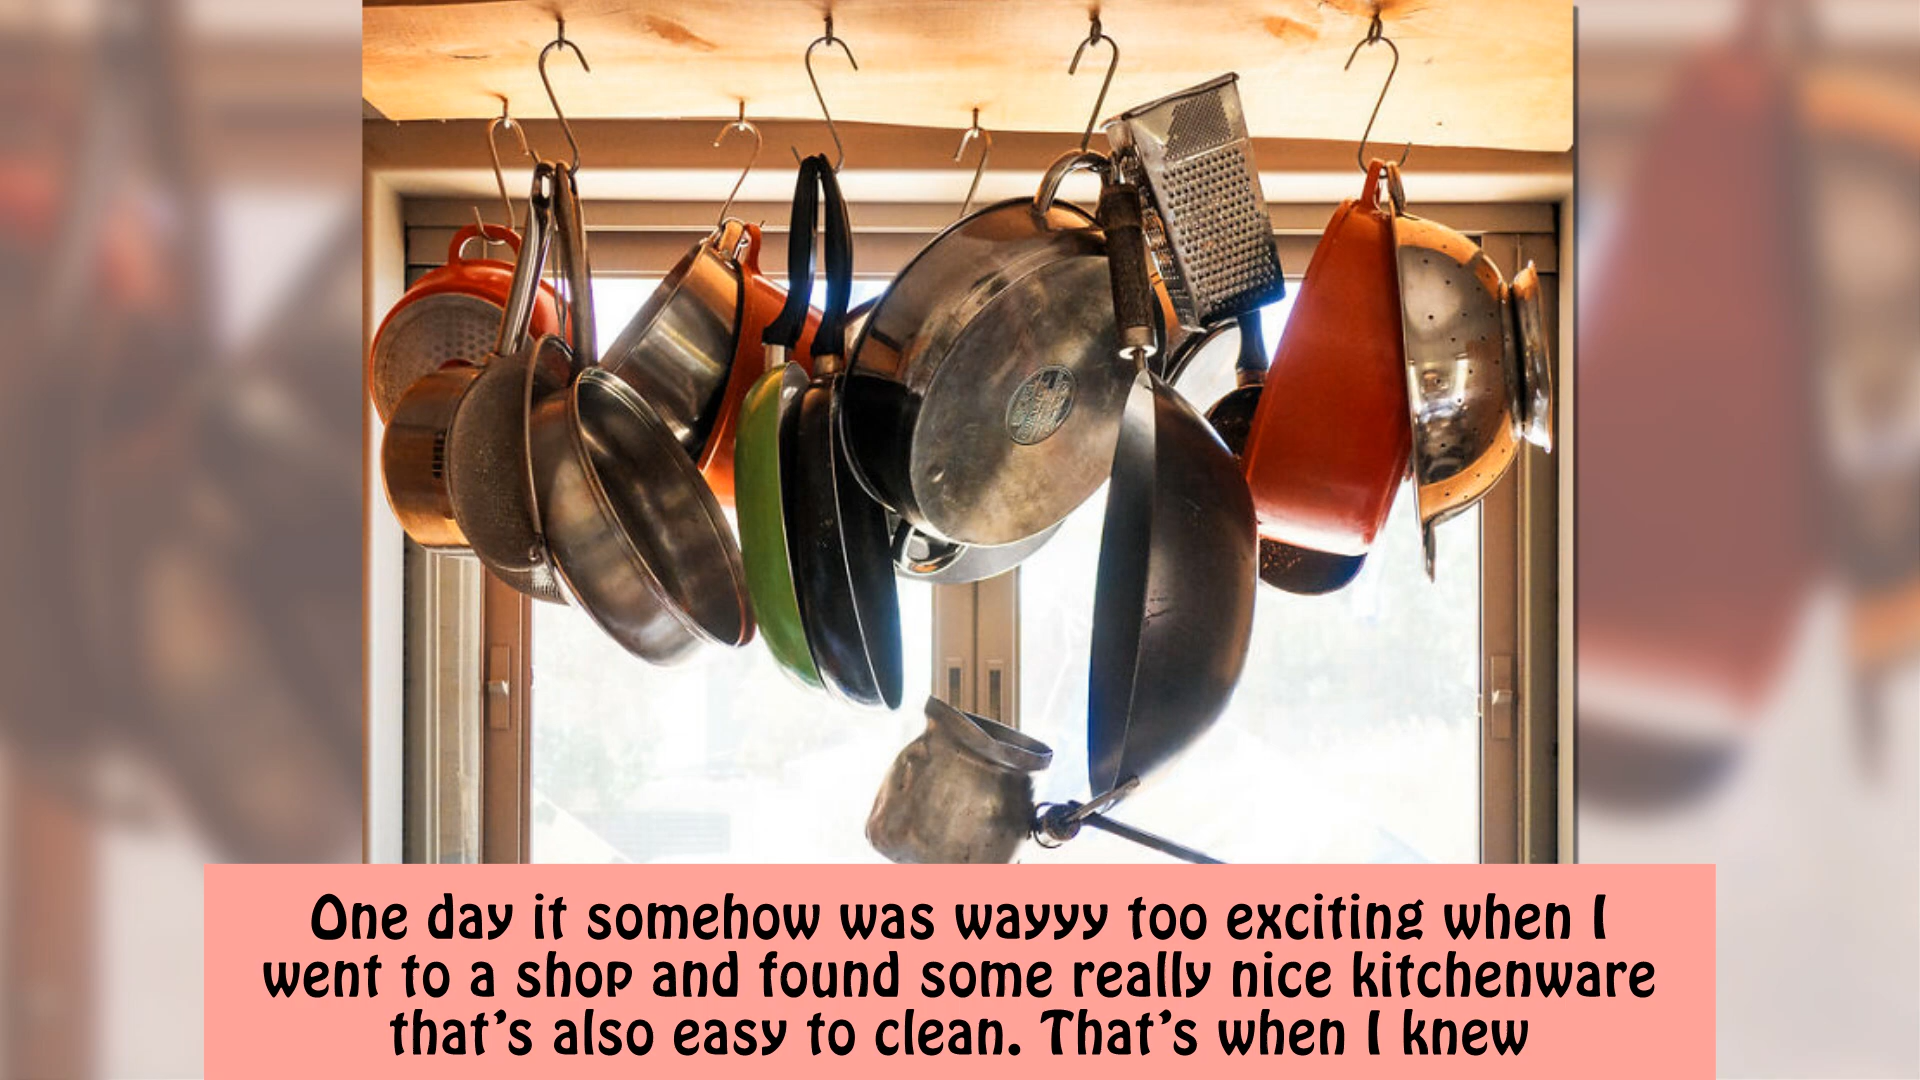 One day it somehow was wayyy too exciting when I
went to a shop and found some really nice kitchenware
that's also easy to clean. That's when I knew